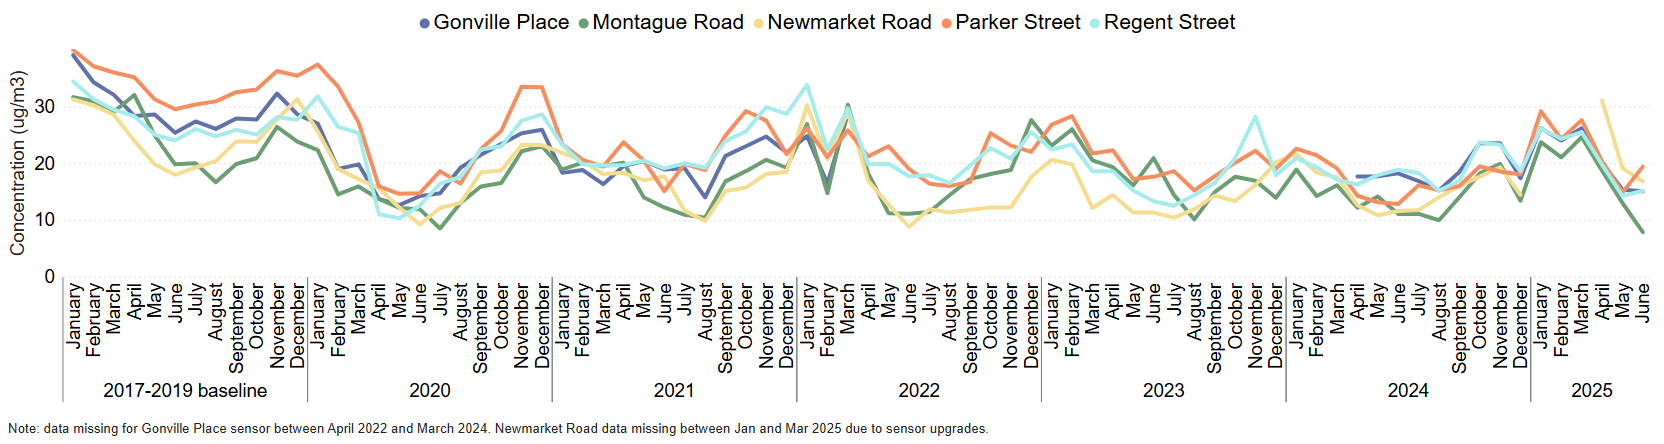 Gonville Place Montague Road Newmarket Road Parker Street Regent Street
Concentration (ug/m3)
30
20
10
0
January February March April May June July August September October November December January February March April May June July August September October November December January February March April May June July August September October November December January February March April May June July August September October November December January February March April May June July August September October November December January February March April May June July August September October November December January February March April May June
2017-2019 baseline 2020 2021 2022 2023 2024 2025
Note: data missing for Gonville Place sensor between April 2022 and March 2024. Newmarket Road data missing between Jan and Mar 2025 due to sensor upgrades.